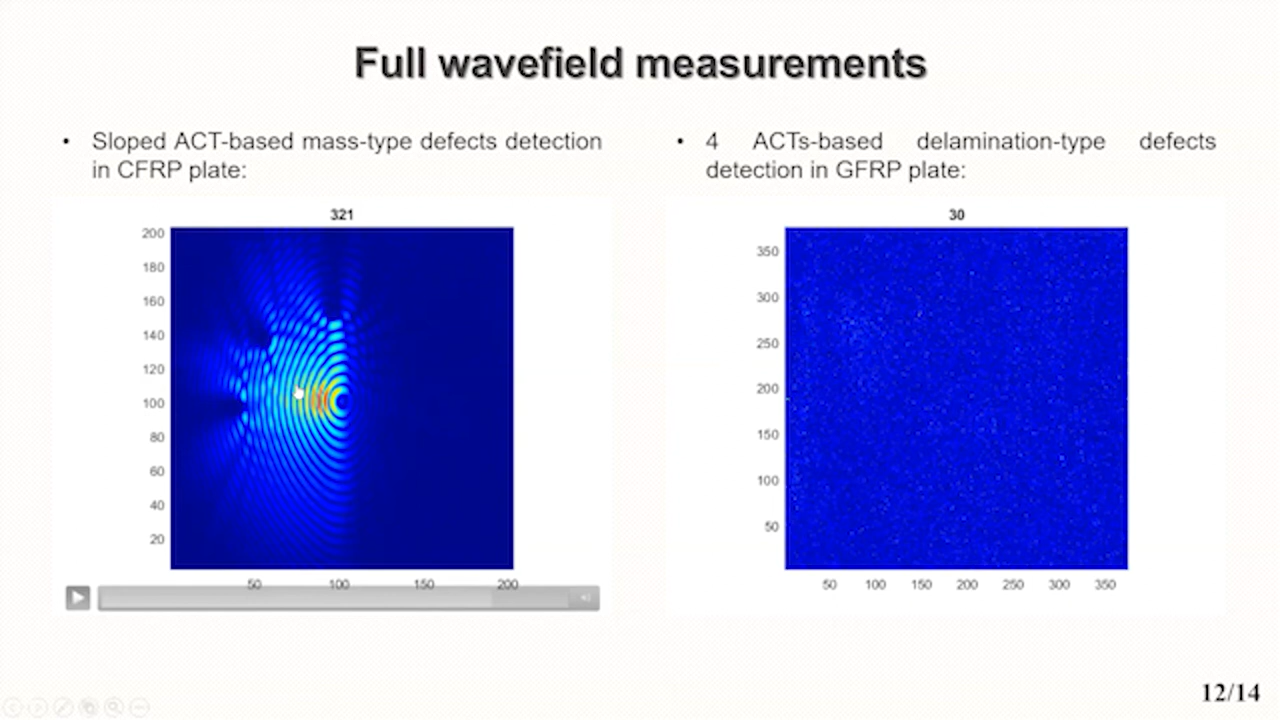 Full wavefield measurements
• Sloped ACT-based mass-type defects detection
in CFRP plate:
321
200
180
160
140
120
100
80
60
40
20
50 100 150 200
• 4 ACTs-based delamination-type defects
detection in GFRP plate:
30
350
300
250
200
150
100
50
50 100 150 200 250 300 350
12/14